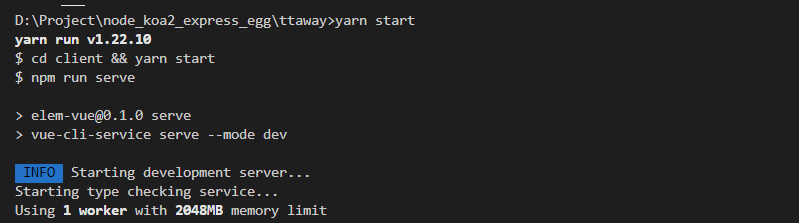 D:\Project\node_koa2_express_egg\ttaway>yarn start
yarn run v1.22.10
$ cd client && yarn start
$ npm run serve
> elem-vue@0.1.0 serve
> vue-cli-service serve --mode dev
INFO Starting development server...
Starting type checking service...
Using 1 worker with 2048MB memory limit